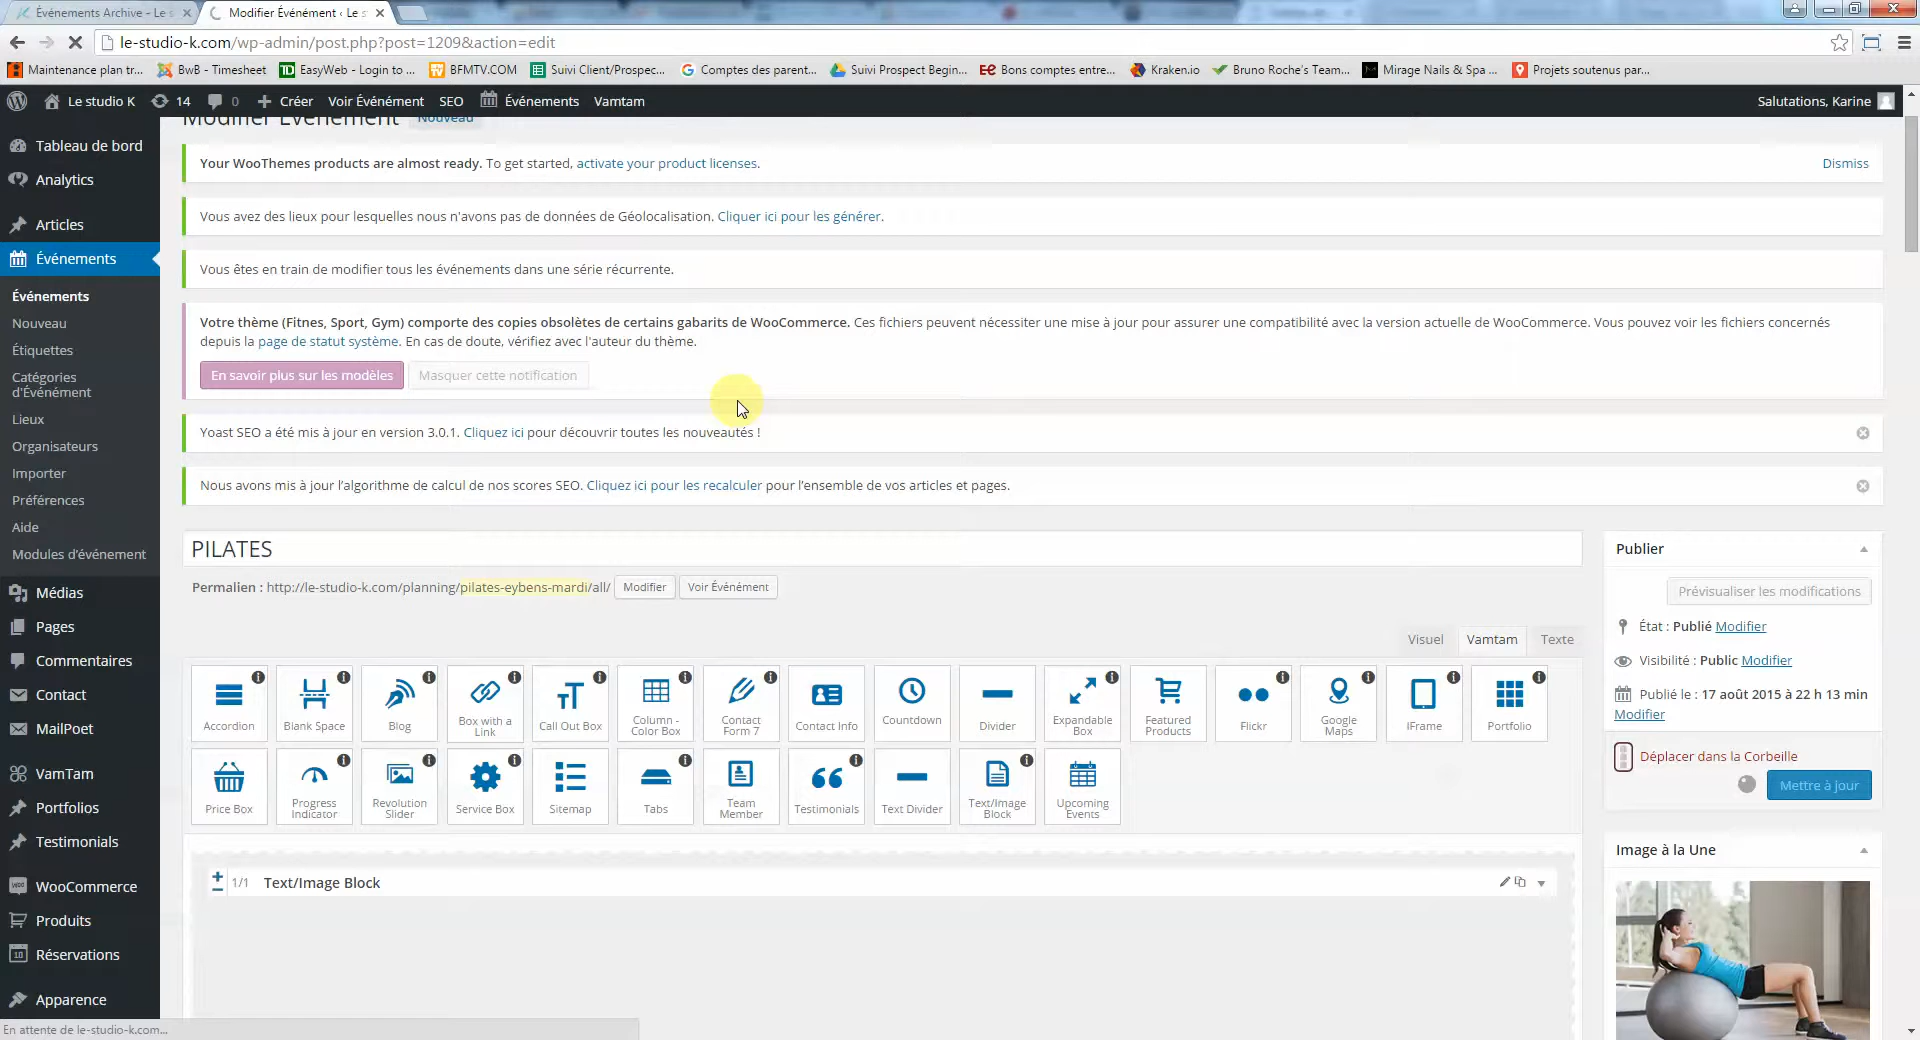 Événements Archive - Le s
Modifier Événément ‹ Le s
le-studio-k.com/wp-admin/post.php?post=1209&action=edit
Maintenance plan tr... BwB - Timesheet EasyWeb - Login to ... BFMTV.COM Suivi Client/Prospec... Comptes des parent... Suivi Prospect Begin... Bons comptes entre... Kraken.io Bruno Roche's Team... Mirage Nails & Spa ... Projets soutenus par...
Le studio K 14 0 Créer Voir Événément SEO Événements Vamtam Salutations, Karine
Modifier Événément Nouveau
Your WooThemes products are almost ready. To get started, activate your product licenses. Dismiss
Vous avez des lieux pour lesquelles nous n'avons pas de données de Géolocalisation. Cliquer ici pour les générer.
Vous êtes en train de modifier tous les événements dans une série récurrente.
Votre thème (Fitnes, Sport, Gym) comporte des copies obsolètes de certains gabarits de WooCommerce. Ces fichiers peuvent nécessiter une mise à jour pour assurer une compatibilité avec la version actuelle de WooCommerce. Vous pouvez voir les fichiers concernés
depuis la page de statut système. En cas de doute, vérifiez avec l'auteur du thème.
En savoir plus sur les modèles Masquer cette notification
Yoast SEO a été mis à jour en version 3.0.1. Cliquez ici pour découvrir toutes les nouveautés !
Nous avons mis à jour l’algorithme de calcul de nos scores SEO. Cliquez ici pour les recalculer pour l’ensemble de vos articles et pages.
Tableau de bord
Analytics
Articles
Événements
Événements
Nouveau
Étiquettes
Catégories
d'Événément
Lieux
Organisateurs
Importer
Préférences
Aide
Modules d’événement
Médias
Pages
Commentaires
Contact
MailPoet
VamTam
Portfolios
Testimonials
WooCommerce
Produits
Réservations
Apparence
PILATES
Permalien : http://le-studio-k.com/planning/pilates-eybens-mardi/all/ Modifier Voir Événément
Visuel Vamtam Texte
Accordion
Blank Space
Blog
Box with a
Link
Call Out Box
Column -
Color Box
Contact
Form 7
Contact Info
Countdown
Divider
Expandable
Box
Featured
Products
Flickr
Google
Maps
IFrame
Portfolio
Price Box
Progress
Indicator
Revolution
Slider
Service Box
Sitemap
Tabs
Team
Member
Testimonials
Text Divider
Text/Image
Block
Upcoming
Events
1/1 Text/Image Block
Publier
Prévisualiser les modifications
État : Publié Modifier
Visibilité : Public Modifier
Publié le : 17 août 2015 à 22 h 13 min
Modifier
Déplacer dans la Corbeille
Mettre à jour
Image à la Une
En attente de le-studio-k.com...